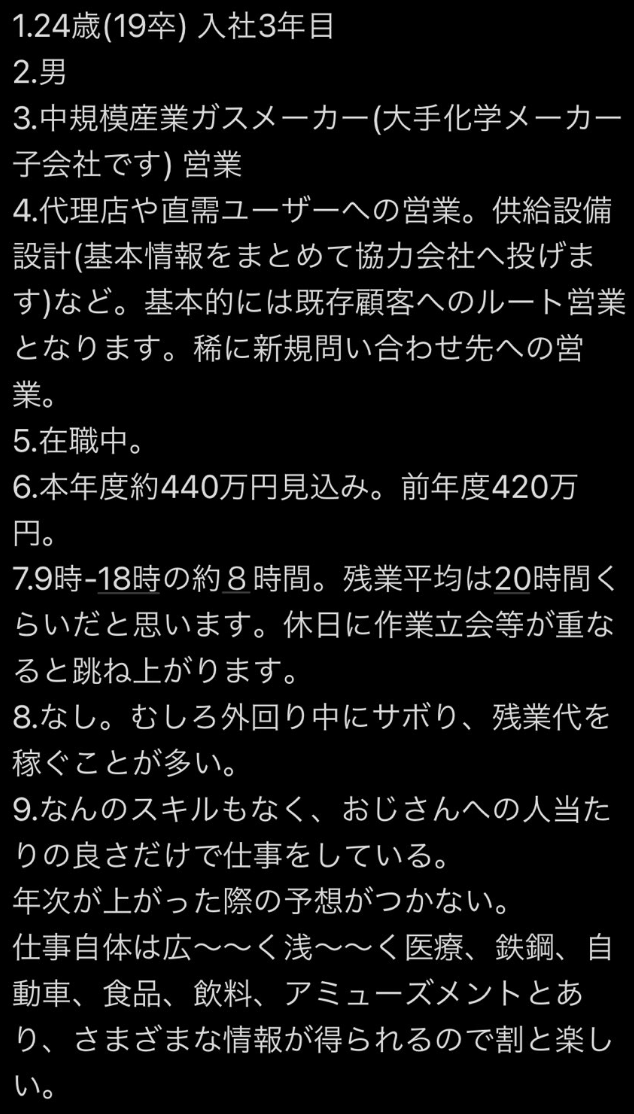 1.24歳(19卒) 入社3年目
2.男
3.中規模産業ガスメーカー(大手化学メーカー
子会社です) 営業
4.代理店や直需ユーザーへの営業。供給設備
設計(基本情報をまとめて協力会社へ投げま
す)など。基本的には既存顧客へのルート営業
となります。稀に新規問い合わせ先への営
業。
5.在職中。
6.本年度約440万円見込み。前年度420万
円。
7.9時-18時の約８時間。残業平均は20時間く
らいだと思います。休日に作業立会等が重な
ると跳ね上がります。
8.なし。むしろ外回り中にサボり、残業代を
稼ぐことが多い。
9.なんのスキルもなく、おじさんへの人当た
りの良さだけで仕事をしている。
年次が上がった際の予想がつかない。
仕事自体は広〜〜く浅〜〜く医療、鉄鋼、自
動車、食品、飲料、アミューズメントとあ
り、さまざまな情報が得られるので割と楽し
い。